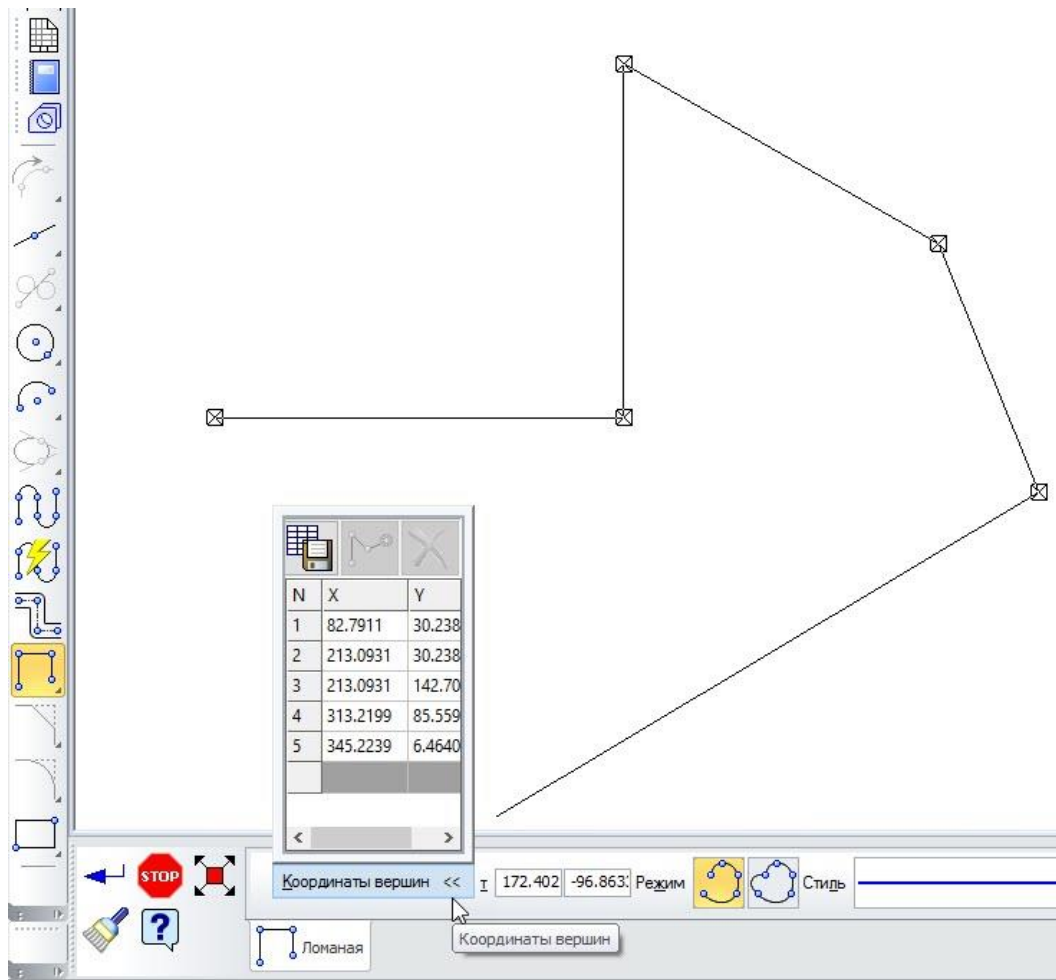 N X Y
1 82.7911 30.238
2 213.0931 30.238
3 213.0931 142.70
4 313.2199 85.559
5 345.2239 6.4640
STOP
Координаты вершин << т 172.402 -96.863 Режим Стиль
?
Ломаная
Координаты вершин